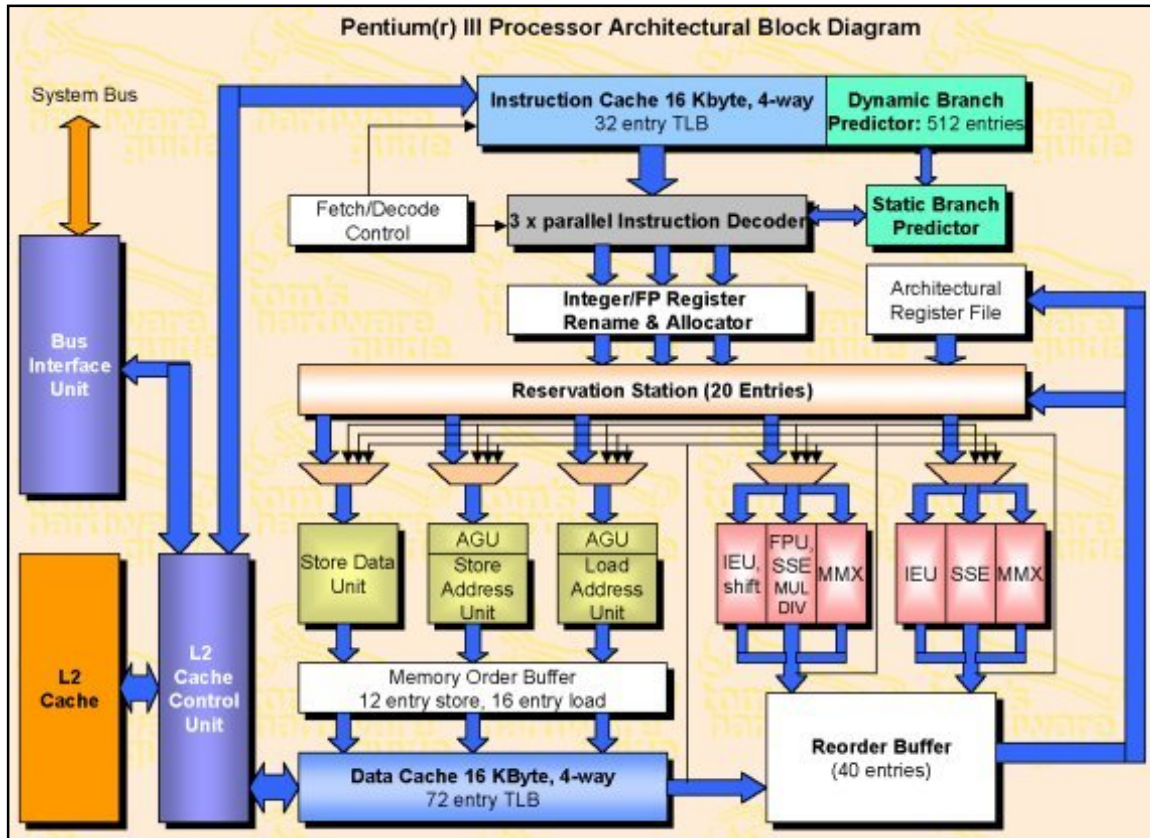 Pentium(r) III Processor Architectural Block Diagram
System Bus
Instruction Cache 16 Kbyte, 4-way
32 entry TLB
Dynamic Branch
Predictor: 512 entries
Fetch/Decode
Control
3 x parallel Instruction Decoder
Static Branch
Predictor
Integer/FP Register
Rename & Allocator
Architectural
Register File
Bus
Interface
Unit
Reservation Station (20 Entries)
Store Data
Unit
AGU
Store
Address
Unit
AGU
Load
Address
Unit
IEU,
shift
FPU,
SSE
MUL
DIV
MMX
IEU
SSE
MMX
L2
Cache
L2
Cache
Control
Unit
Memory Order Buffer
12 entry store, 16 entry load
Data Cache 16 KByte, 4-way
72 entry TLB
Reorder Buffer
(40 entries)
tom's
hardware
guide